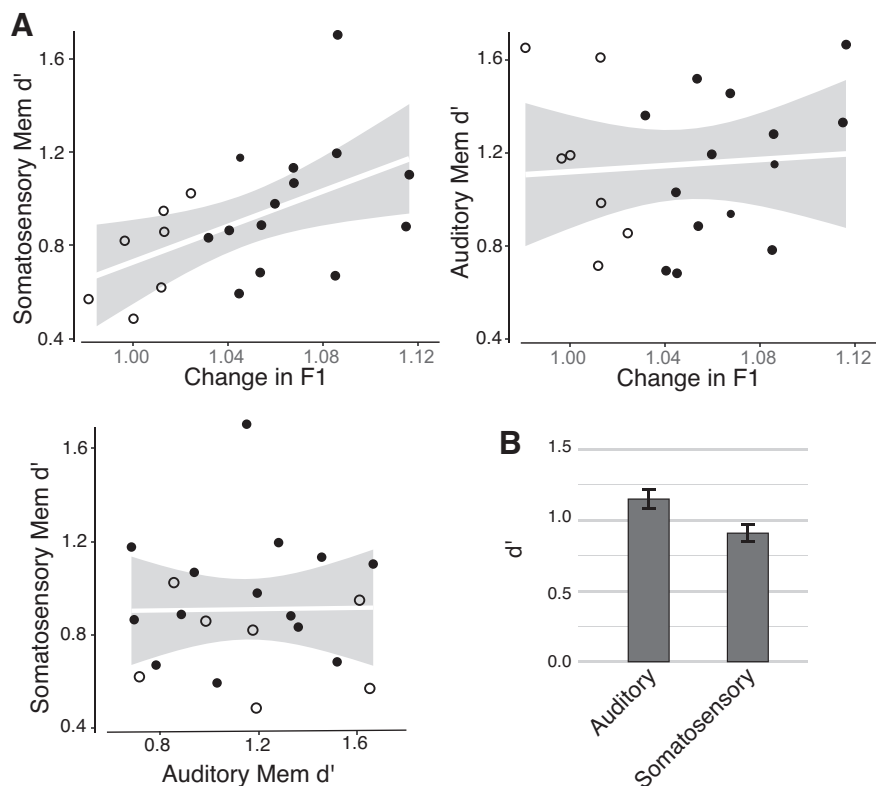 A
Somatosensory Mem d'
1.6
1.2
0.8
0.4
1.00 1.04 1.08 1.12
Change in F1
Auditory Mem d'
1.6
1.2
0.8
0.4
1.00 1.04 1.08 1.12
Change in F1
Somatosensory Mem d'
1.6
1.2
0.8
0.4
0.8 1.2 1.6
Auditory Mem d'
B
d'
1.5
1.0
0.5
0.0
Auditory
Somatosensory